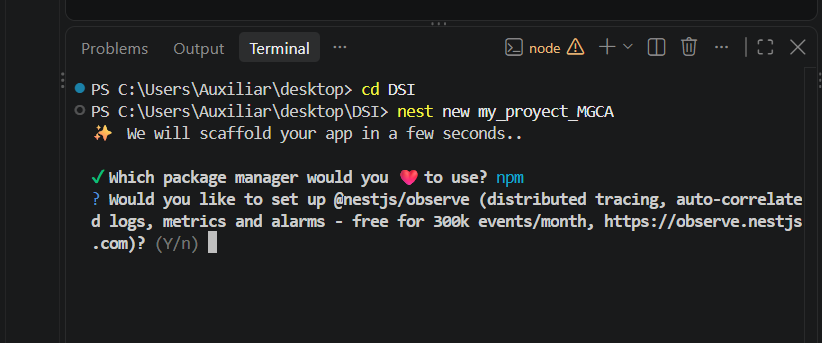 Problems Output Terminal ··· node
PS C:\Users\Auxiliar\desktop> cd DSI
PS C:\Users\Auxiliar\desktop\DSI> nest new my_proyect_MGCA
✨ We will scaffold your app in a few seconds..
✔ Which package manager would you ❤️ to use? npm
? Would you like to set up @nestjs/observe (distributed tracing, auto-correlate
d logs, metrics and alarms - free for 300k events/month, https://observe.nestjs
.com)? (Y/n)